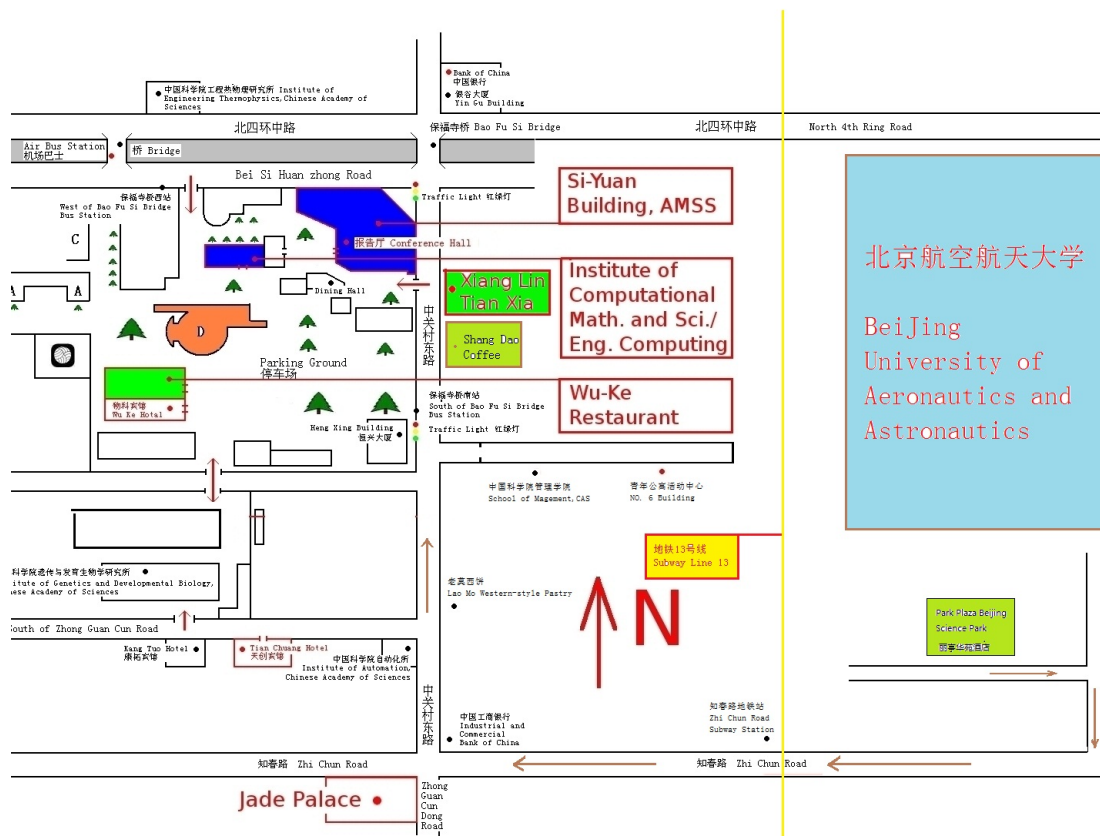 Bank of China
中国银行
银谷大厦
Yin Gu Building
中国科学院工程热物理研究所 Institute of
Engineering Thermophysics,Chinese Academy of
Sciences
北四环中路
保福寺桥 Bao Fu Si Bridge
北四环中路
North 4th Ring Road
Air Bus Station
机场巴士
桥 Bridge
Bei Si Huan zhong Road
保福寺桥西站
West of Bao Fu Si Bridge
Bus Station
Traffic Light 红绿灯
Si-Yuan
Building, AMSS
C
报告厅 Conference Hall
北京航空航天大学
BeiJing
University of
Aeronautics and
Astronautics
Institute of
Computational
Math. and Sci./
Eng. Computing
Xiang Lin
Tian Xia
Dining Hall
A
A
D
中关村东路
Shang Dao
Coffee
Parking Ground
停车场
Wu-Ke
Restaurant
物科宾馆
Wu Ke Hotal
保福寺桥南站
South of Bao Fu Si Bridge
Bus Station
Heng Xing Building
恒兴大厦
Traffic Light 红绿灯
中国科学院管理学院
School of Magement,CAS
青年公寓活动中心
NO. 6 Building
地铁13号线
Subway Line 13
科学院遗传与发育生物学研究所
itute of Genetics and Developmental Biology,
ese Academy of Sciences
老莫西饼
Lao Mo Western-style Pastry
N
Park Plaza Beijing
Science Park
丽亭华苑酒店
South of Zhong Guan Cun Road
Kang Tuo Hotel
康拓宾馆
Tian Chuang Hotel
天创宾馆
中国科学院自动化所
Institute of Automation,
Chinese Academy of Sciences
中关村东路
中国工商银行
Industrial and
Commercial
Bank of China
知春路地铁站
Zhi Chun Road
Subway Station
知春路 Zhi Chun Road
知春路 Zhi Chun Road
Jade Palace
Zhong
Guan
Cun
Dong
Road